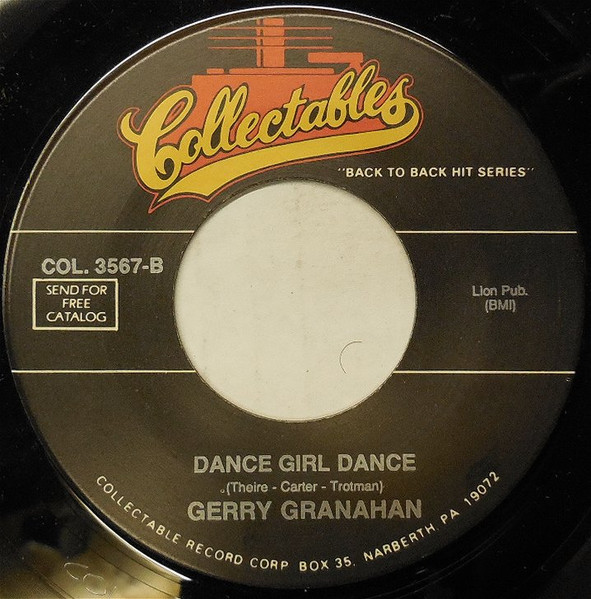 Collectables
"BACK TO BACK HIT SERIES"
COL. 3567-B
SEND FOR
FREE
CATALOG
Lion Pub.
(BMI)
DANCE GIRL DANCE
(Theire - Carter - Trotman)
GERRY GRANAHAN
COLLECTABLE RECORD CORP BOX 35, NARBERTH PA 19072